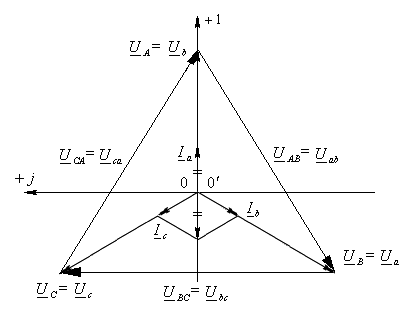 +1
U_A = U_b
U_CA = U_ca
I_a
U_AB = U_ab
+ j
0 0'
I_c
I_b
U_B = U_a
U_C = U_c
U_BC = U_bc